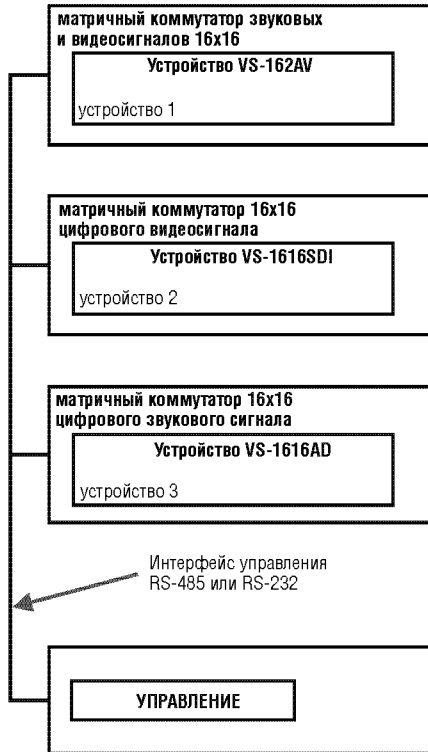 матричный коммутатор звуковых
и видеосигналов 16x16
Устройство VS-162AV
устройство 1
матричный коммутатор 16x16
цифрового видеосигнала
Устройство VS-1616SDI
устройство 2
матричный коммутатор 16x16
цифрового звукового сигнала
Устройство VS-1616AD
устройство 3
Интерфейс управления
RS-485 или RS-232
УПРАВЛЕНИЕ